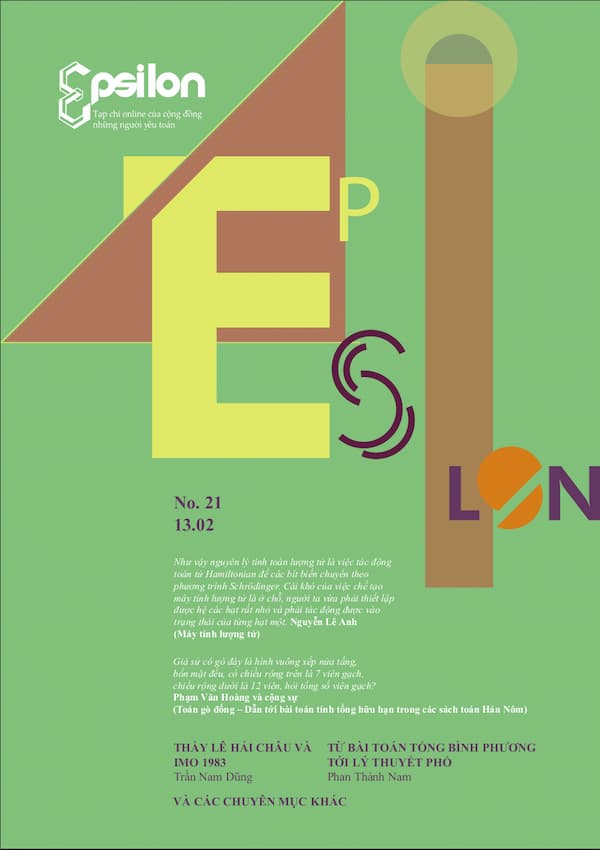 Epsilon
Tạp chí online của cộng đồng
những người yêu toán
E
P
S
I
LON
No. 21
13.02
Như vậy nguyên lý tính toán lượng tử là việc tác động
toán tử Hamiltonian để các bit biến chuyển theo
phương trình Schrödinger. Cái khó của việc chế tạo
máy tính lượng tử là ở chỗ, người ta vừa phải thiết lập
được hệ các hạt rất nhỏ và phải tác động được vào
trạng thái của từng hạt một. Nguyễn Lê Anh
(Máy tính lượng tử)
Giả sử có gò đáy là hình vuông xếp nửa tầng,
bốn mặt đều, có chiều rộng trên là 7 viên gạch,
chiều rộng dưới là 12 viên, hỏi tổng số viên gạch?
Phạm Văn Hoàng và cộng sự
(Toán gò đống – Dẫn tới bài toán tính tổng hữu hạn trong các sách toán Hán Nôm)
THẦY LÊ HẢI CHÂU VÀ
IMO 1983
Trần Nam Dũng
TỪ BÀI TOÁN TỔNG BÌNH PHƯƠNG
TỚI LÝ THUYẾT PHỔ
Phan Thành Nam
VÀ CÁC CHUYÊN MỤC KHÁC